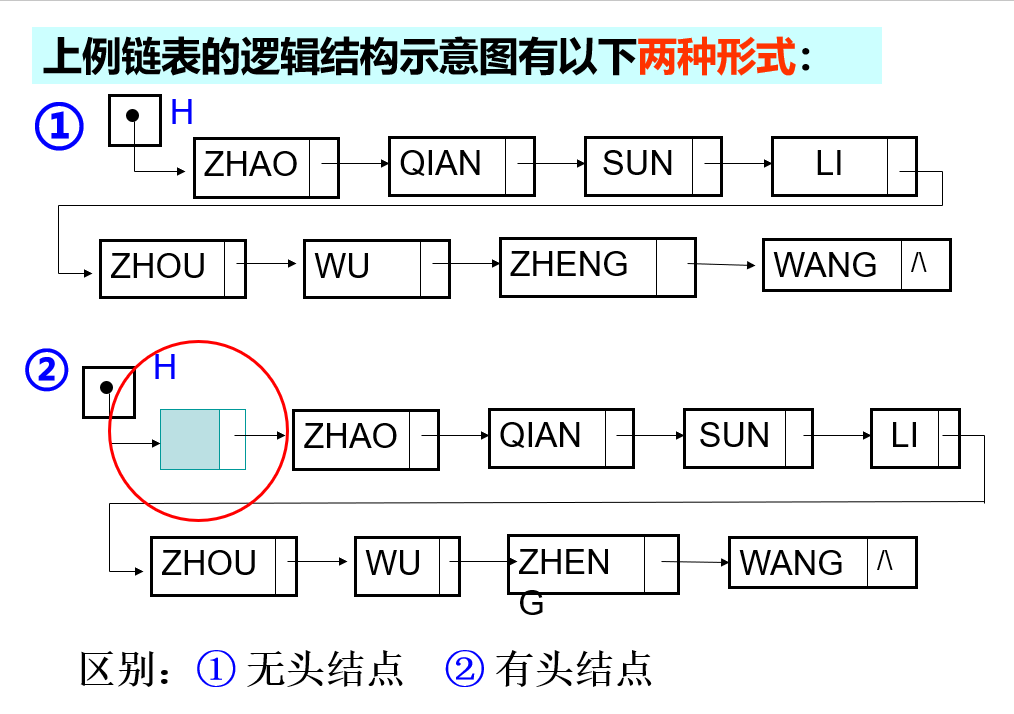 上例链表的逻辑结构示意图有以下两种形式：
① H
ZHAO QIAN SUN LI
ZHOU WU ZHENG WANG /\
② H
ZHAO QIAN SUN LI
ZHOU WU ZHEN WANG /\
G
区别：① 无头结点 ② 有头结点